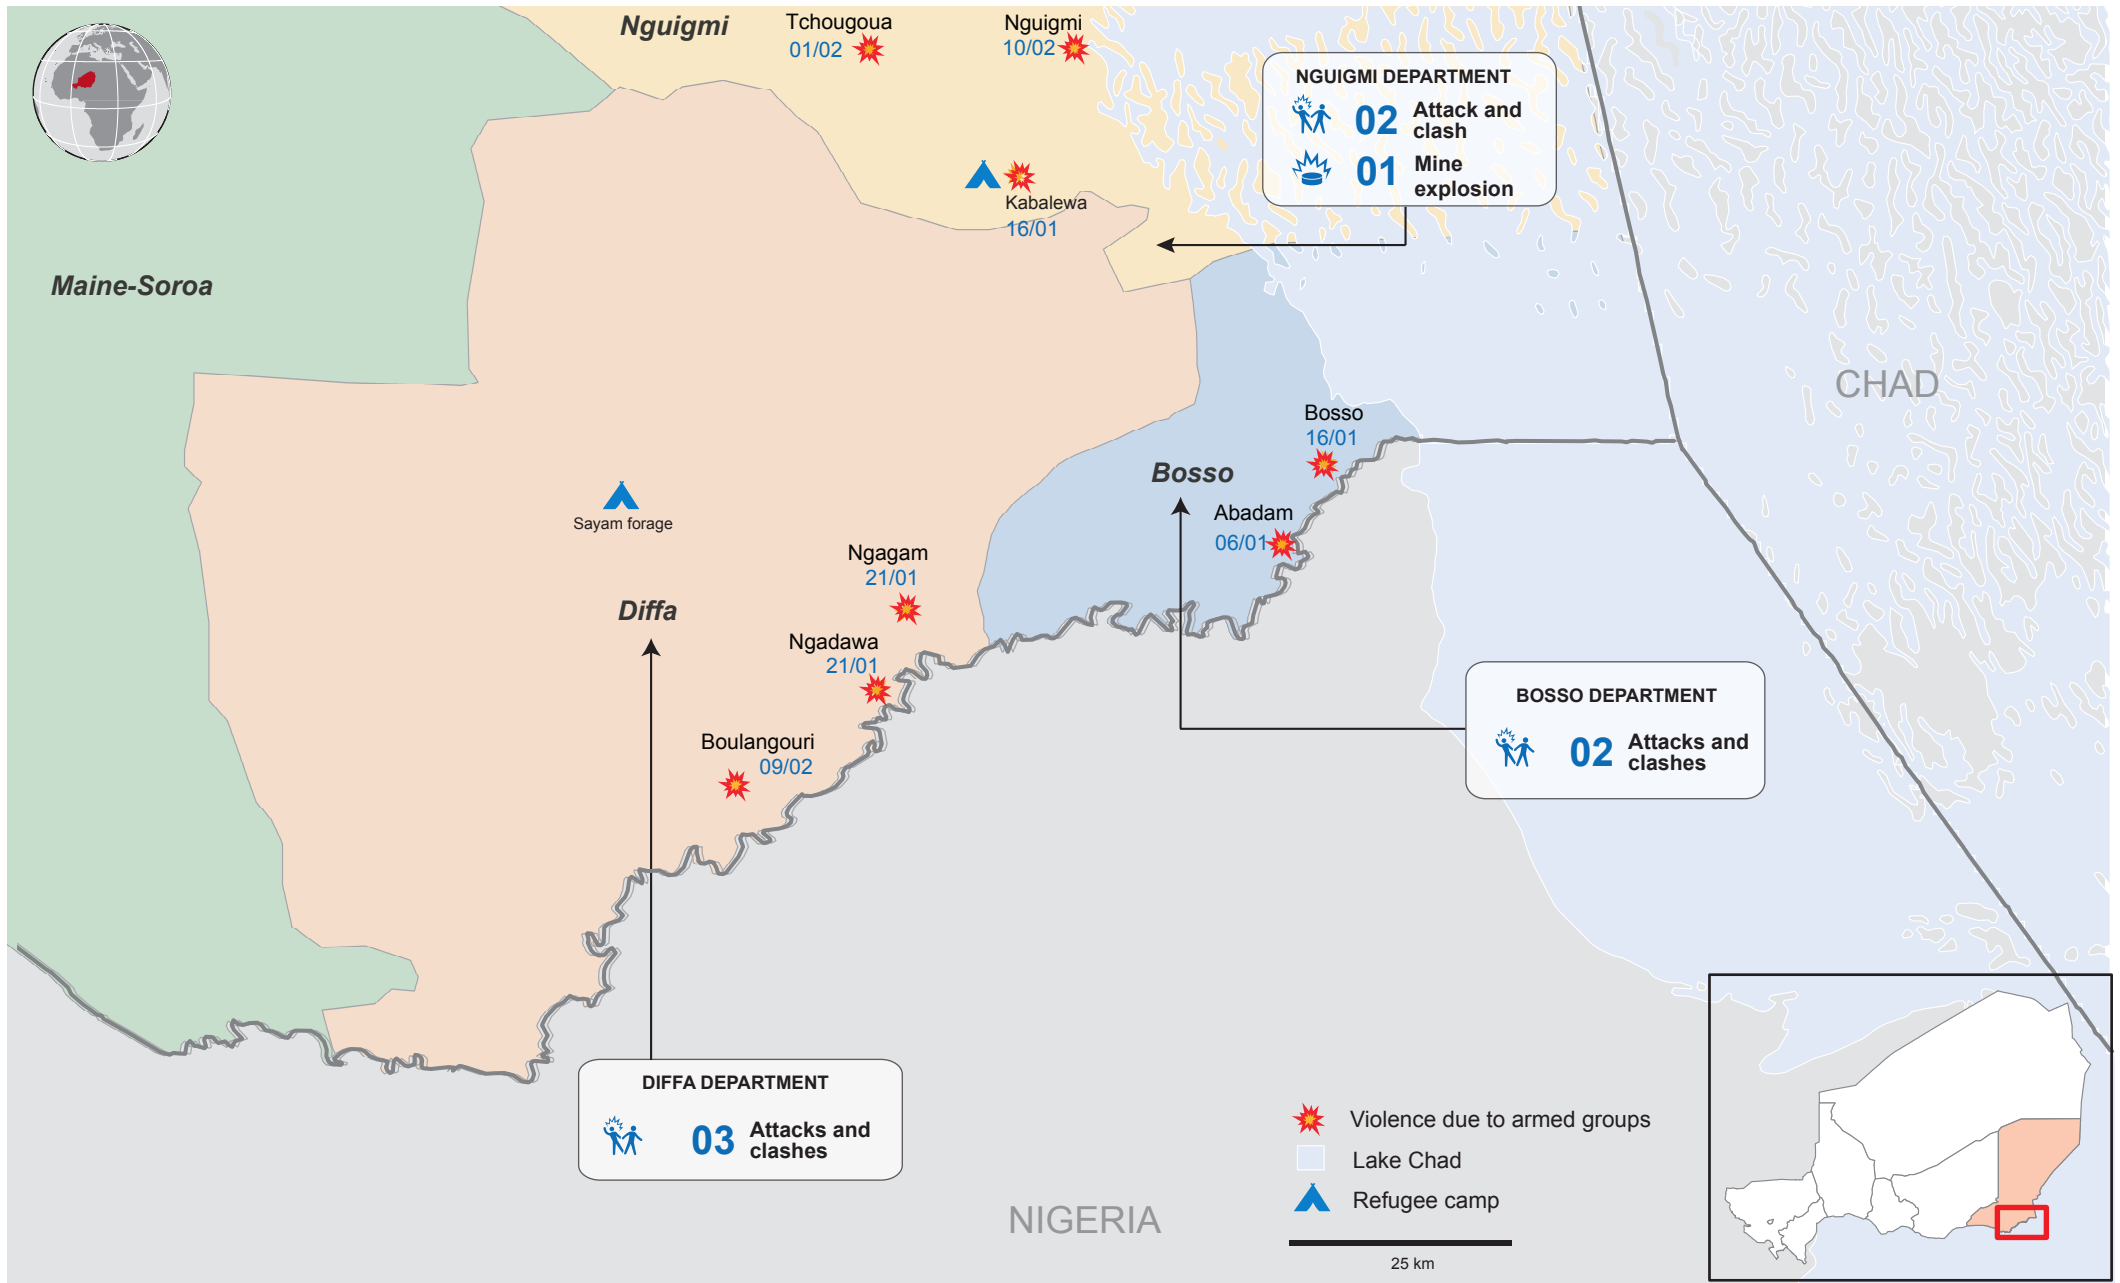 Nguigmi
Tchougoua
01/02
Nguigmi
10/02
NGUIGMI DEPARTMENT
02 Attack and
clash
01 Mine
explosion
Kabalewa
16/01
Maine-Soroa
CHAD
Bosso
16/01
Bosso
Abadam
06/01
Sayam forage
Ngagam
21/01
Diffa
Ngadawa
21/01
Boulangouri
09/02
BOSSO DEPARTMENT
02 Attacks and
clashes
DIFFA DEPARTMENT
03 Attacks and
clashes
NIGERIA
Violence due to armed groups
Lake Chad
Refugee camp
25 km